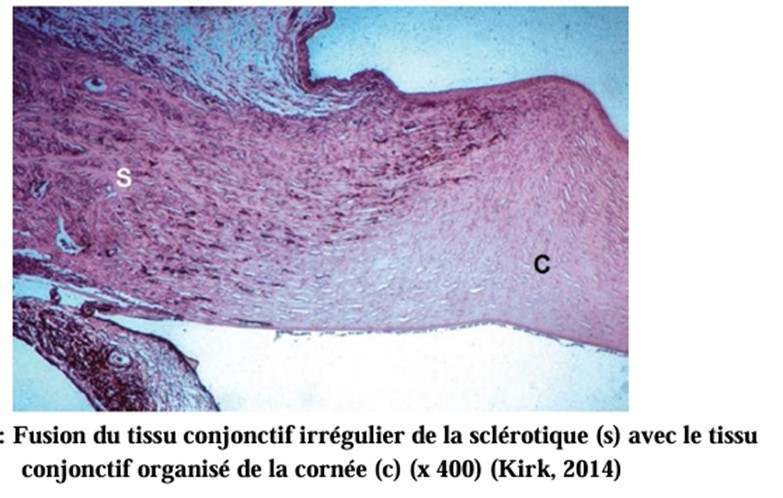 S
C
: Fusion du tissu conjonctif irrégulier de la sclérotique (s) avec le tissu
conjonctif organisé de la cornée (c) (x 400) (Kirk, 2014)